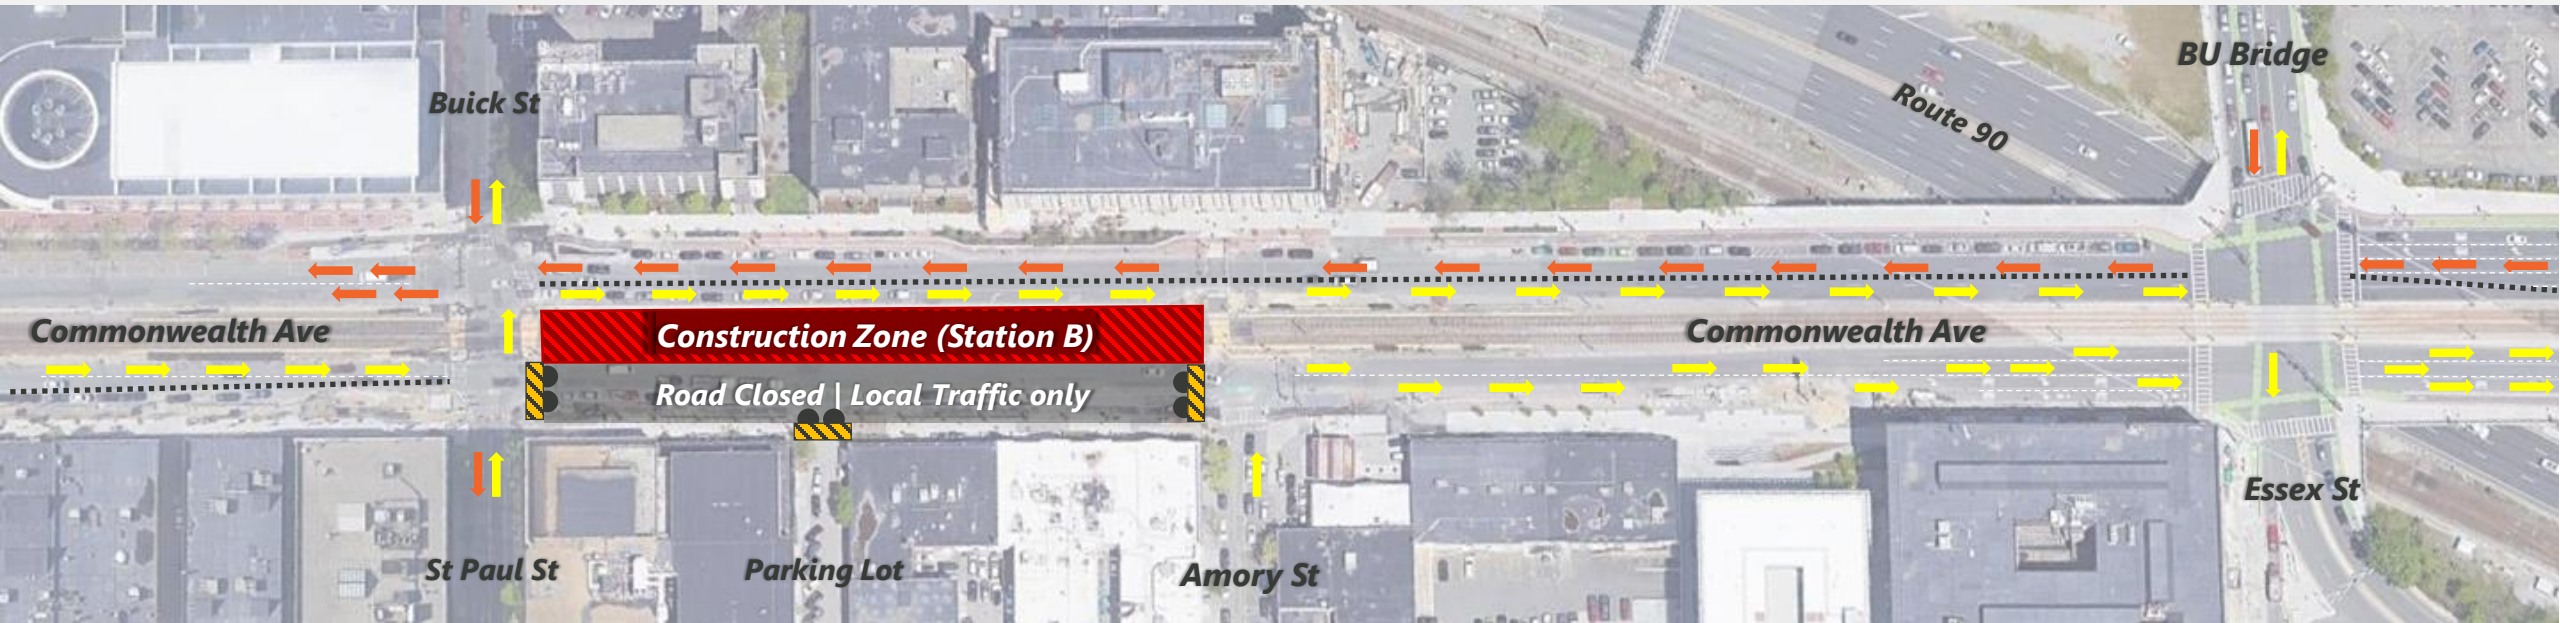 BU Bridge
Buick St
Route 90
Commonwealth Ave
Construction Zone (Station B)
Commonwealth Ave
Road Closed | Local Traffic only
Essex St
St Paul St
Parking Lot
Amory St